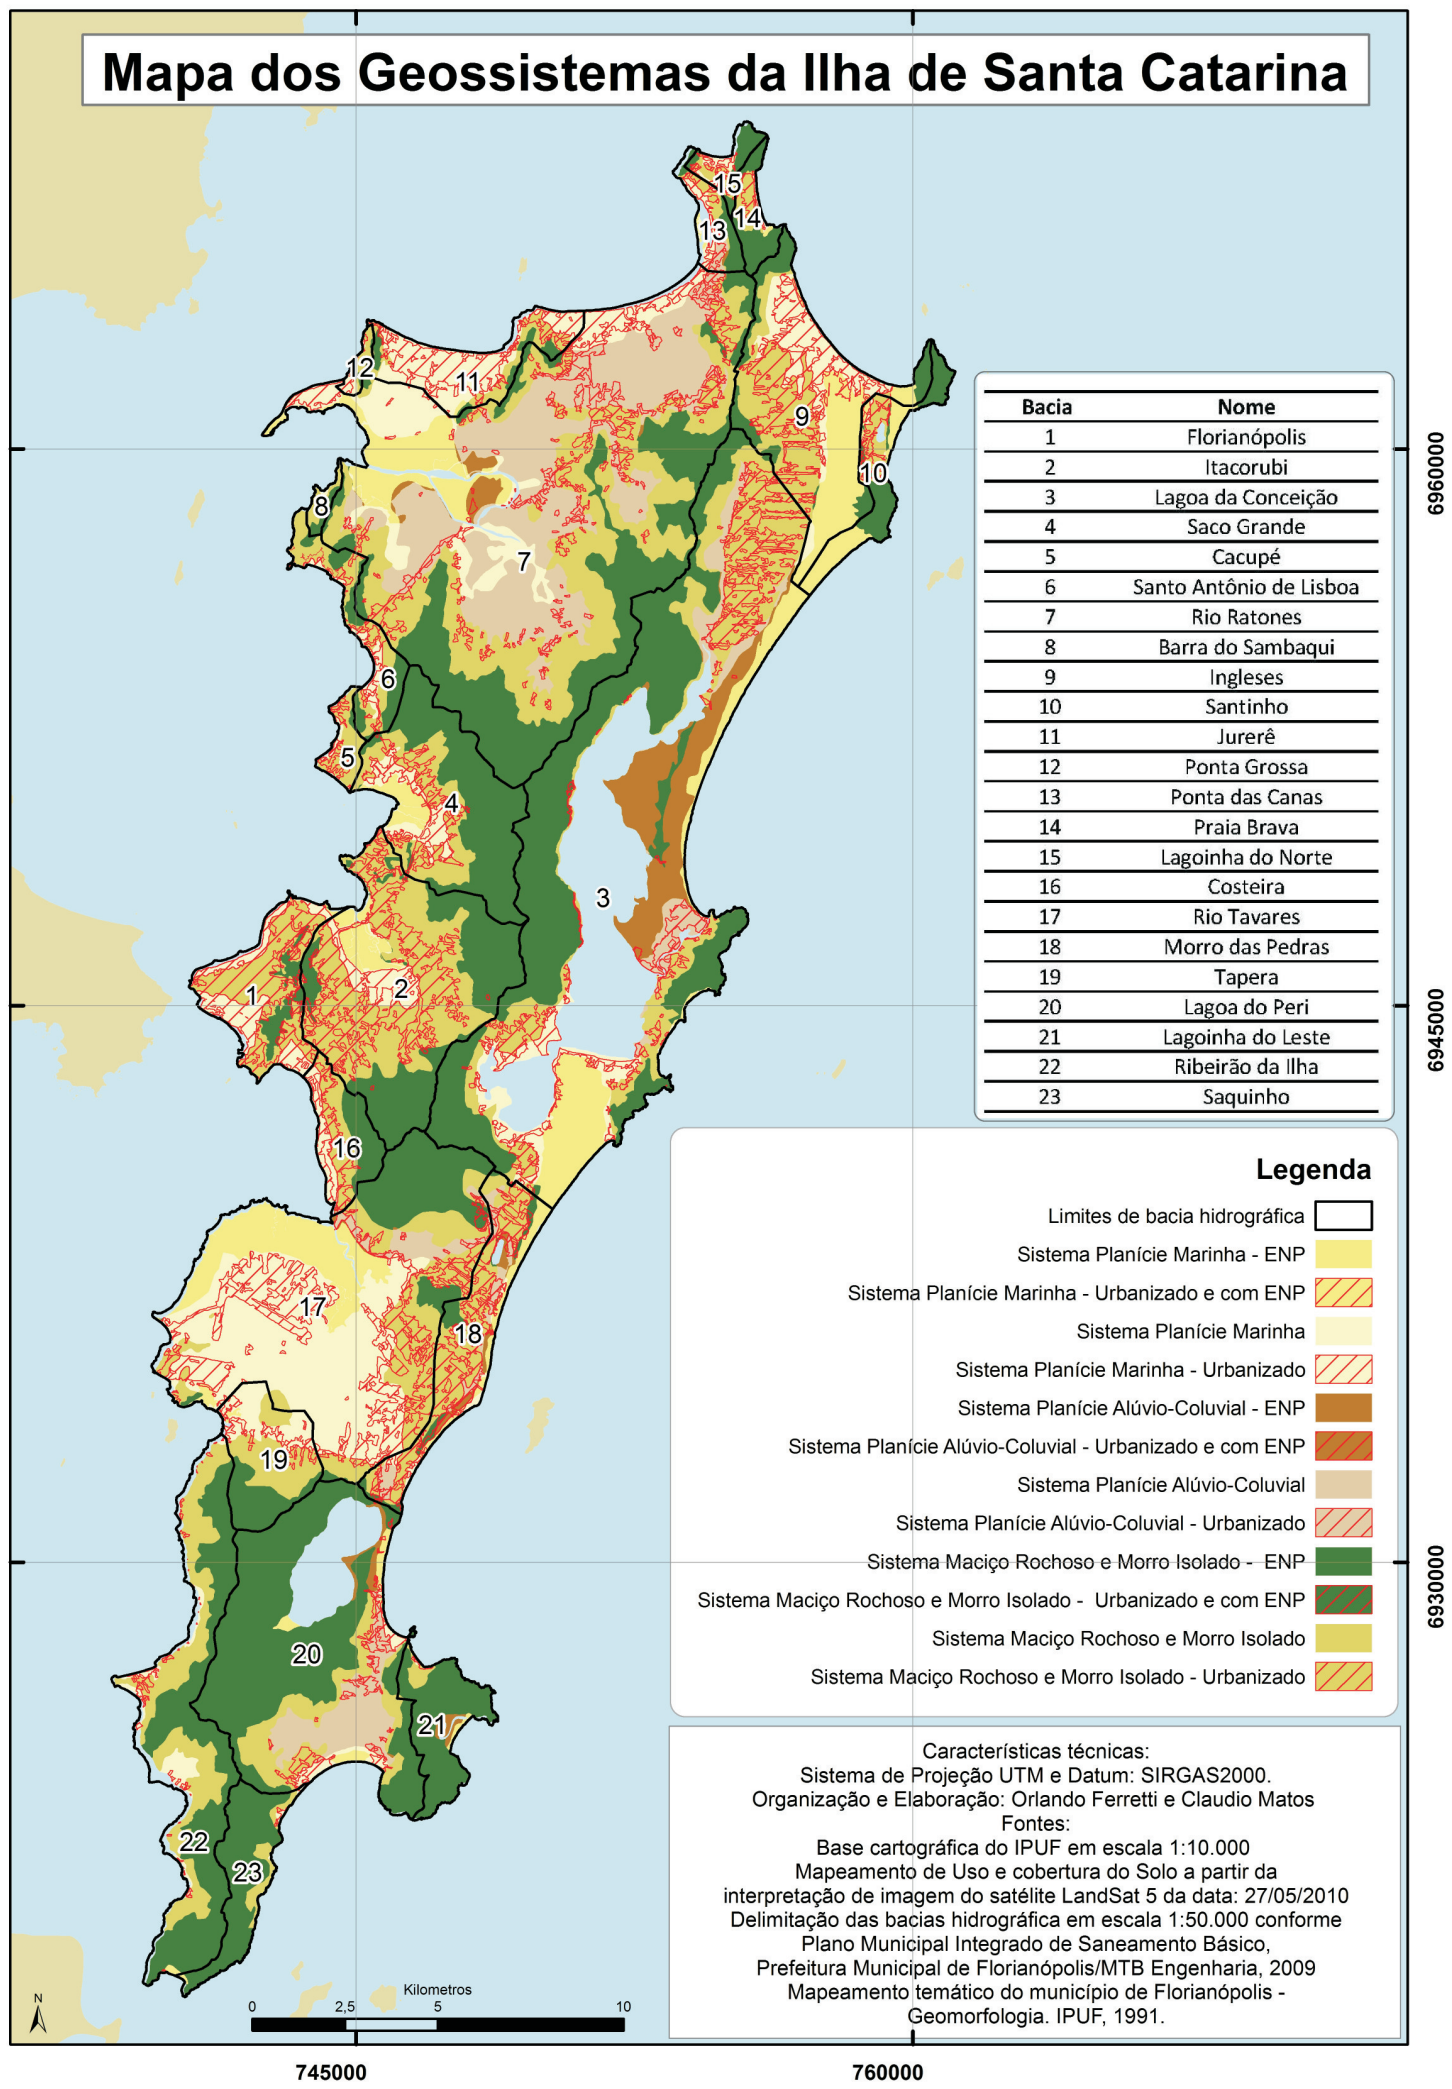 Mapa dos Geossistemas da Ilha de Santa Catarina
15
14
13
12
11
9
10
8
7
6
5
4
3
2
1
16
17
18
19
20
21
22
23
Bacia Nome
1 Florianópolis
2 Itacorubi
3 Lagoa da Conceição
4 Saco Grande
5 Cacupé
6 Santo Antônio de Lisboa
7 Rio Ratones
8 Barra do Sambaqui
9 Ingleses
10 Santinho
11 Jurerê
12 Ponta Grossa
13 Ponta das Canas
14 Praia Brava
15 Lagoinha do Norte
16 Costeira
17 Rio Tavares
18 Morro das Pedras
19 Tapera
20 Lagoa do Peri
21 Lagoinha do Leste
22 Ribeirão da Ilha
23 Saquinho
Legenda
Limites de bacia hidrográfica
Sistema Planície Marinha - ENP
Sistema Planície Marinha - Urbanizado e com ENP
Sistema Planície Marinha
Sistema Planície Marinha - Urbanizado
Sistema Planície Alúvio-Coluvial - ENP
Sistema Planície Alúvio-Coluvial - Urbanizado e com ENP
Sistema Planície Alúvio-Coluvial
Sistema Planície Alúvio-Coluvial - Urbanizado
Sistema Maciço Rochoso e Morro Isolado - ENP
Sistema Maciço Rochoso e Morro Isolado - Urbanizado e com ENP
Sistema Maciço Rochoso e Morro Isolado
Sistema Maciço Rochoso e Morro Isolado - Urbanizado
Características técnicas:
Sistema de Projeção UTM e Datum: SIRGAS2000.
Organização e Elaboração: Orlando Ferretti e Claudio Matos
Fontes:
Base cartográfica do IPUF em escala 1:10.000
Mapeamento de Uso e cobertura do Solo a partir da
interpretação de imagem do satélite LandSat 5 da data: 27/05/2010
Delimitação das bacias hidrográfica em escala 1:50.000 conforme
Plano Municipal Integrado de Saneamento Básico,
Prefeitura Municipal de Florianópolis/MTB Engenharia, 2009
Mapeamento temático do município de Florianópolis -
Geomorfologia. IPUF, 1991.
N
Kilometros
0 2,5 5 10
745000 760000
6960000
6945000
6930000